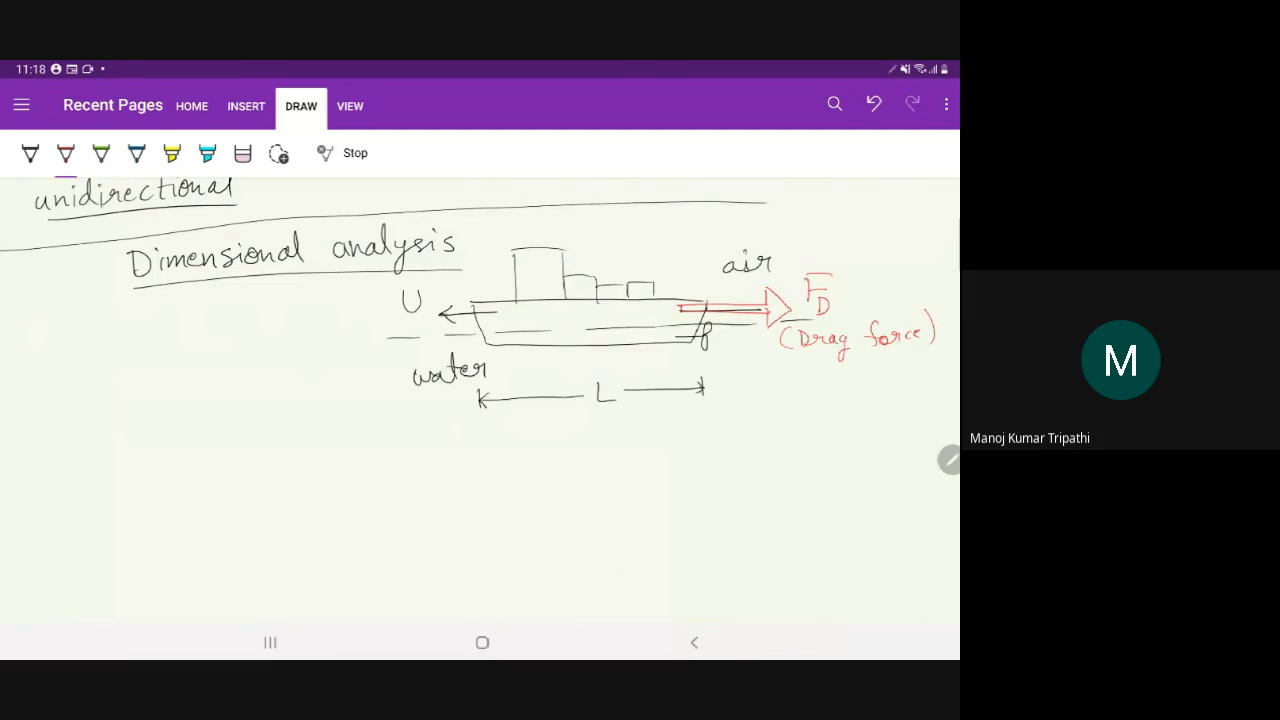 11:18
Recent Pages HOME INSERT DRAW VIEW
Stop
unidirectional
Dimensional analysis
air
U
F_D
(Drag force)
water
L
M
Manoj Kumar Tripathi